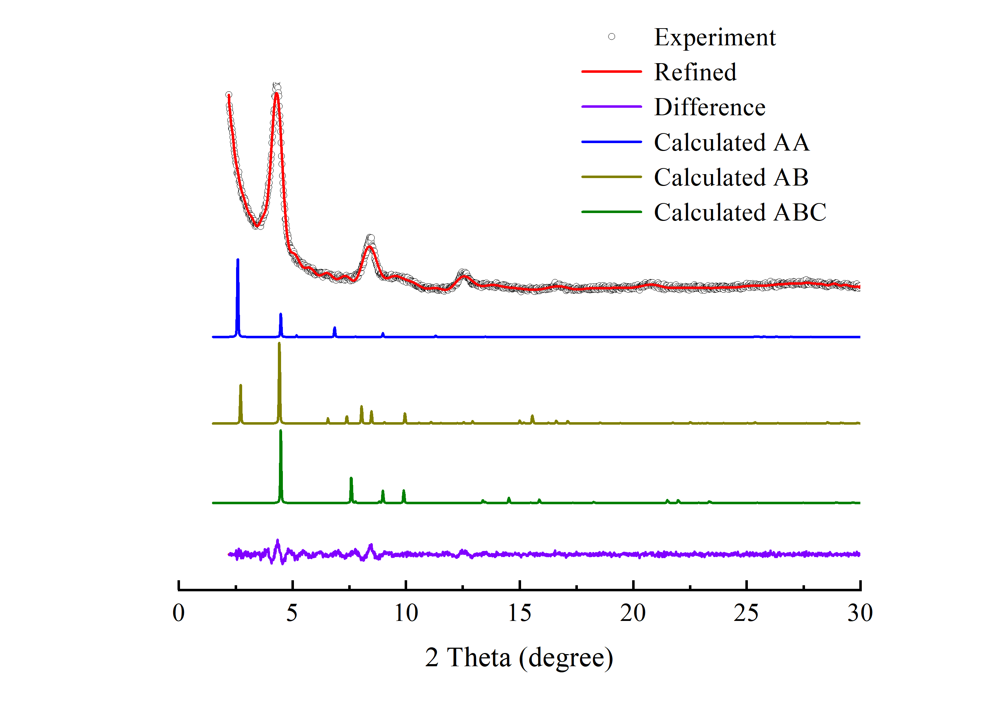 Experiment
Refined
Difference
Calculated AA
Calculated AB
Calculated ABC
0 5 10 15 20 25 30
2 Theta (degree)